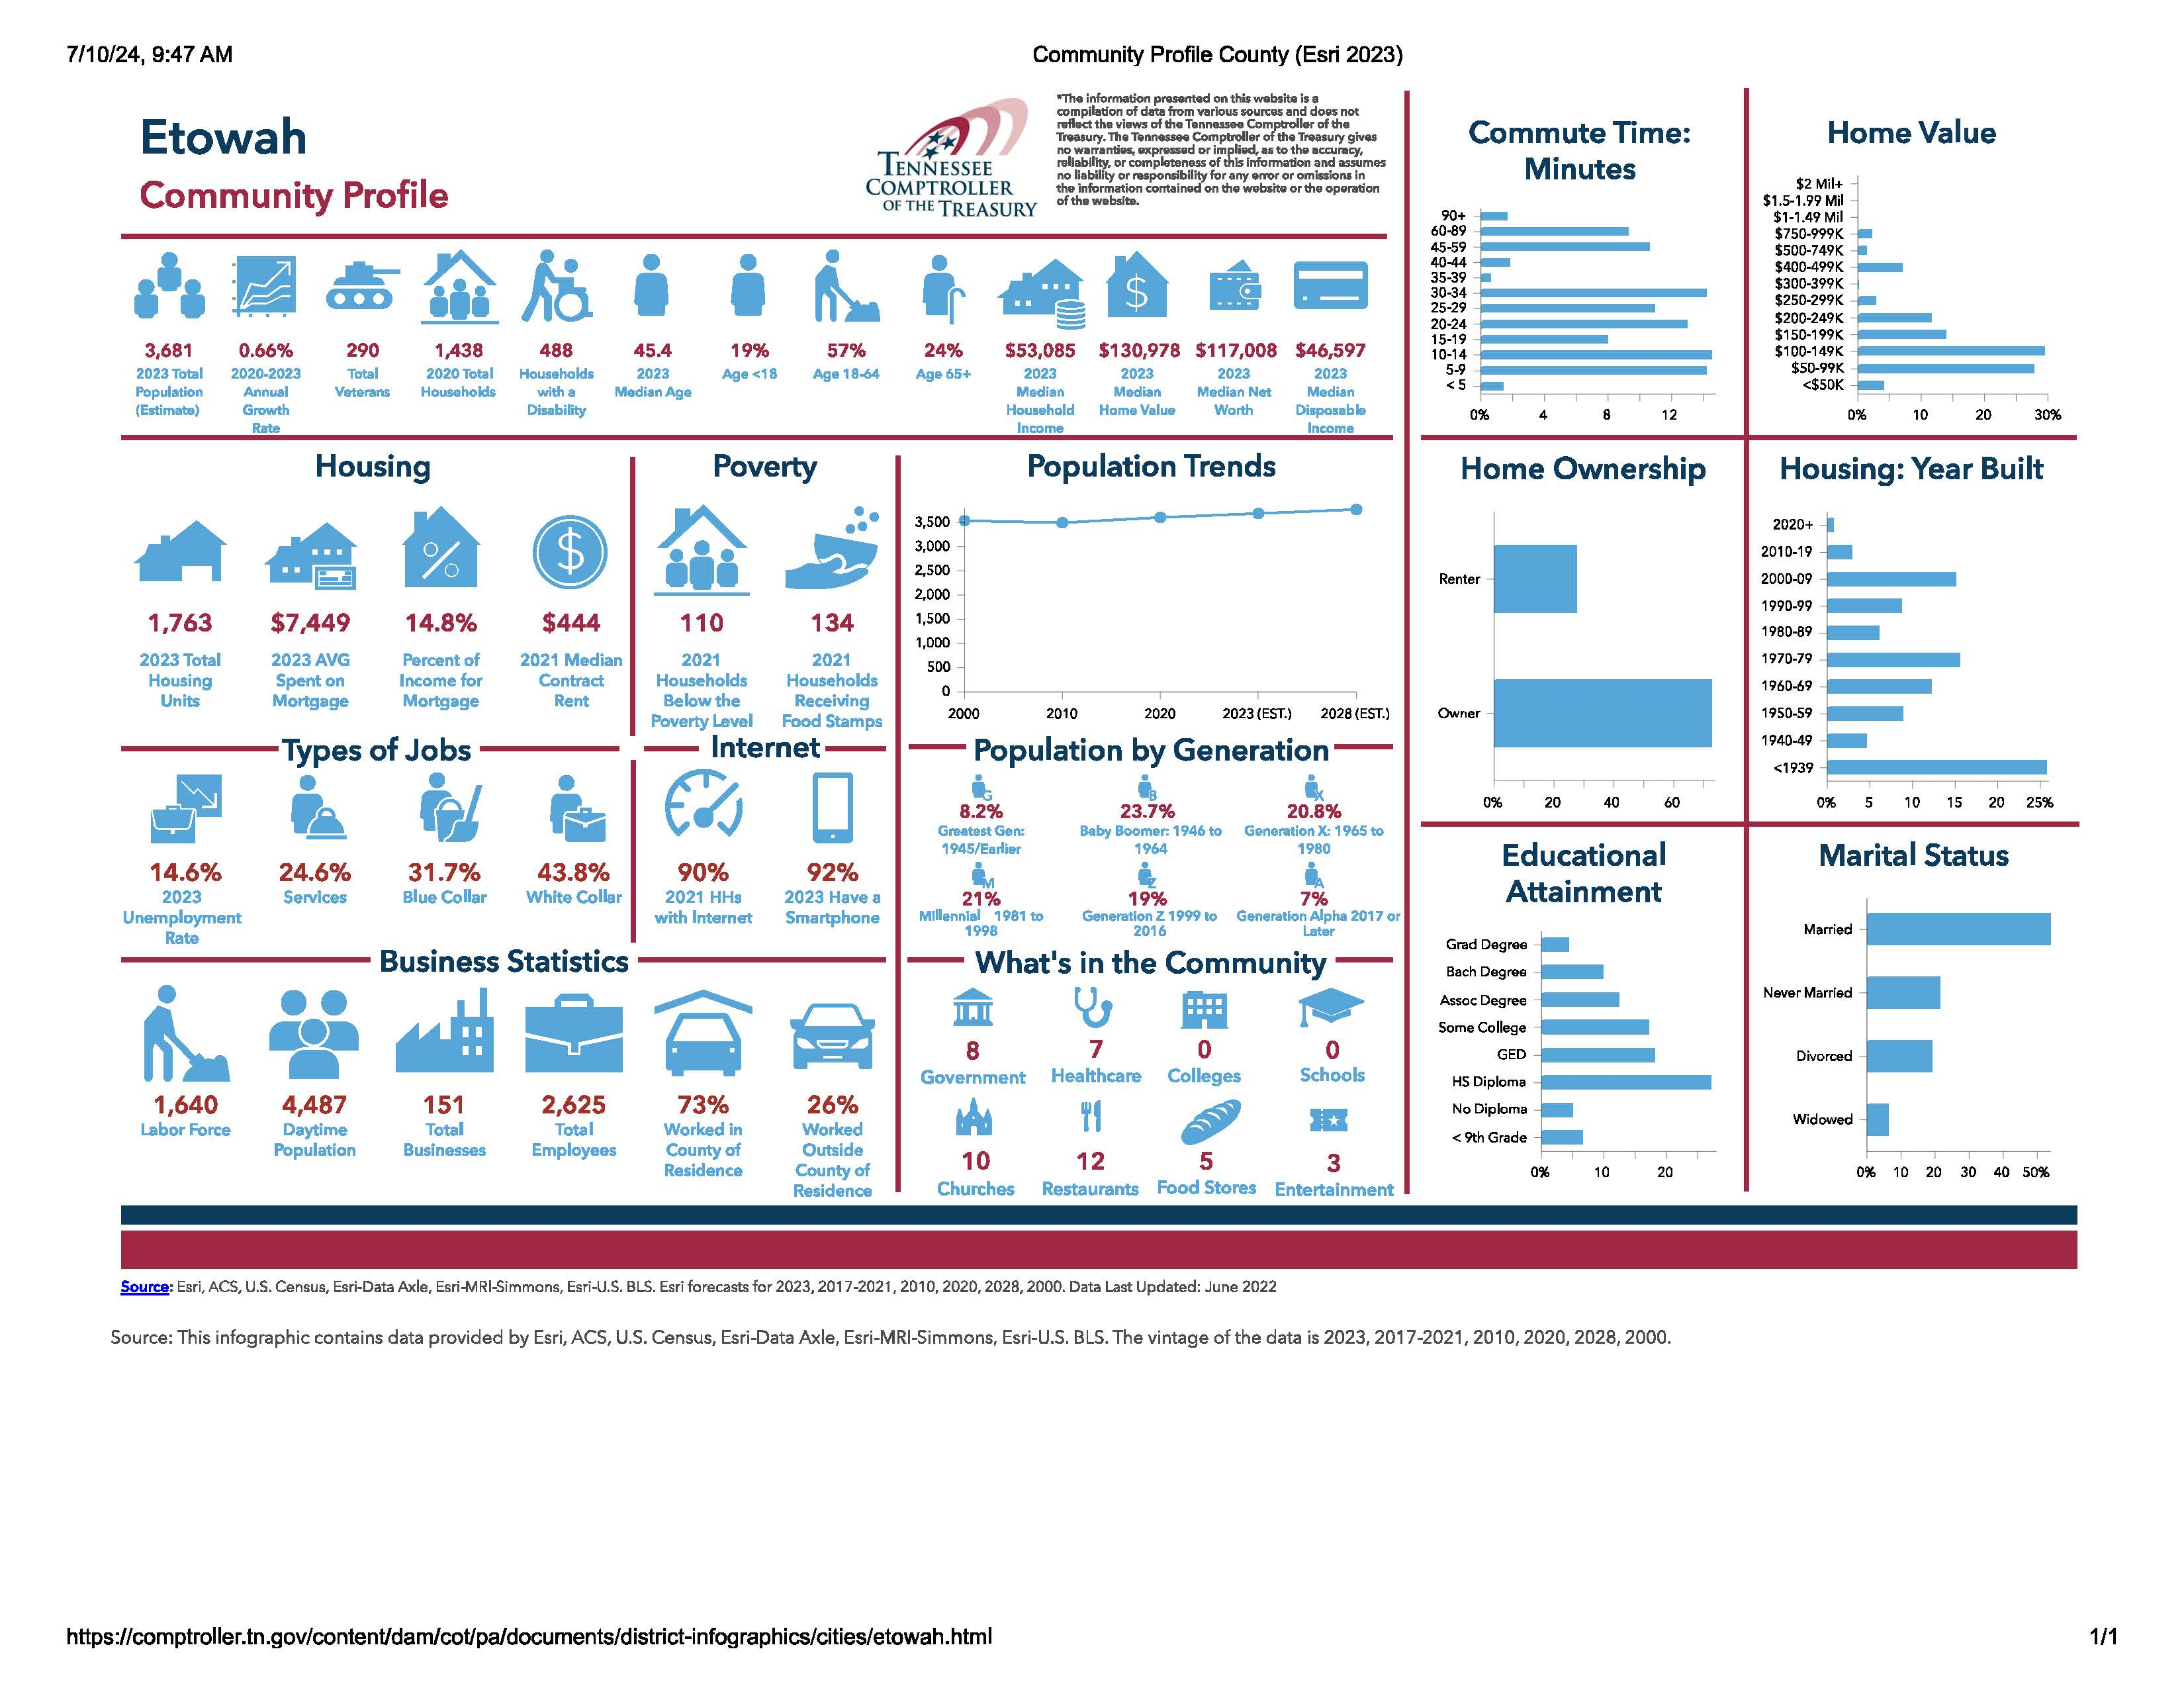 7/10/24, 9:47 AM
Community Profile County (Esri 2023)
Etowah
Community Profile
TENNESSEE
COMPTROLLER
OF THE TREASURY
*The information presented on this website is a
compilation of data from various sources and does not
reflect the views of the Tennessee Comptroller of the
Treasury. The Tennessee Comptroller of the Treasury gives
no warranties, expressed or implied, as to the accuracy,
reliability, or completeness of this information and assumes
no liability or responsibility for any error or omissions in
the information contained on the website or the operation
of the website.
3,681
2023 Total
Population
(Estimate)
0.66%
2020-2023
Annual
Growth
Rate
290
Total
Veterans
1,438
2020 Total
Households
488
Households
with a
Disability
45.4
2023
Median Age
19%
Age <18
57%
Age 18-64
24%
Age 65+
$53,085
2023
Median
Household
Income
$130,978
2023
Median
Home Value
$117,008
2023
Median Net
Worth
$46,597
2023
Median
Disposable
Income
Housing
1,763
2023 Total
Housing
Units
$7,449
2023 AVG
Spent on
Mortgage
14.8%
Percent of
Income for
Mortgage
$444
2021 Median
Contract
Rent
Poverty
110
2021
Households
Below the
Poverty Level
134
2021
Households
Receiving
Food Stamps
Population Trends
3,500
3,000
2,500
2,000
1,500
1,000
500
0
2000
2010
2020
2023 (EST.)
2028 (EST.)
Types of Jobs
14.6%
2023
Unemployment
Rate
24.6%
Services
31.7%
Blue Collar
43.8%
White Collar
Internet
90%
2021 HHs
with Internet
92%
2023 Have a
Smartphone
Population by Generation
G
8.2%
Greatest Gen:
1945/Earlier
B
23.7%
Baby Boomer: 1946 to
1964
X
20.8%
Generation X: 1965 to
1980
M
21%
Millennial 1981 to
1998
Z
19%
Generation Z 1999 to
2016
A
7%
Generation Alpha 2017 or
Later
Business Statistics
1,640
Labor Force
4,487
Daytime
Population
151
Total
Businesses
2,625
Total
Employees
73%
Worked in
County of
Residence
26%
Worked
Outside
County of
Residence
What's in the Community
8
Government
7
Healthcare
0
Colleges
0
Schools
10
Churches
12
Restaurants
5
Food Stores
3
Entertainment
Commute Time:
Minutes
90+
60-89
45-59
40-44
35-39
30-34
25-29
20-24
15-19
10-14
5-9
< 5
0%
4
8
12
Home Value
$2 Mil+
$1.5-1.99 Mil
$1-1.49 Mil
$750-999K
$500-749K
$400-499K
$300-399K
$250-299K
$200-249K
$150-199K
$100-149K
$50-99K
<$50K
0%
10
20
30%
Home Ownership
Renter
Owner
0%
20
40
60
Housing: Year Built
2020+
2010-19
2000-09
1990-99
1980-89
1970-79
1960-69
1950-59
1940-49
<1939
0%
5
10
15
20
25%
Educational
Attainment
Grad Degree
Bach Degree
Assoc Degree
Some College
GED
HS Diploma
No Diploma
< 9th Grade
0%
10
20
Marital Status
Married
Never Married
Divorced
Widowed
0%
10
20
30
40
50%
Source: Esri, ACS, U.S. Census, Esri-Data Axle, Esri-MRI-Simmons, Esri-U.S. BLS. Esri forecasts for 2023, 2017-2021, 2010, 2020, 2028, 2000. Data Last Updated: June 2022
Source: This infographic contains data provided by Esri, ACS, U.S. Census, Esri-Data Axle, Esri-MRI-Simmons, Esri-U.S. BLS. The vintage of the data is 2023, 2017-2021, 2010, 2020, 2028, 2000.
https://comptroller.tn.gov/content/dam/cot/pa/documents/district-infographics/cities/etowah.html
1/1